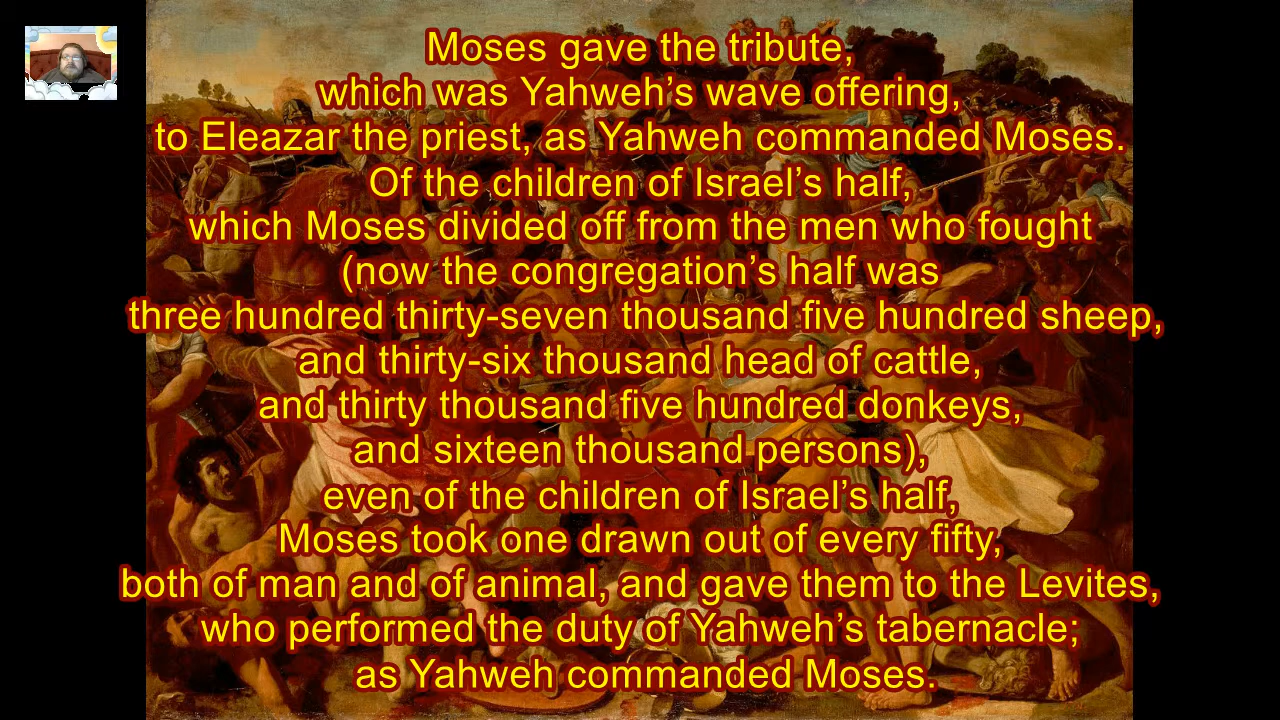 Moses gave the tribute,
which was Yahweh’s wave offering,
to Eleazar the priest, as Yahweh commanded Moses.
Of the children of Israel’s half,
which Moses divided off from the men who fought
(now the congregation’s half was
three hundred thirty-seven thousand five hundred sheep,
and thirty-six thousand head of cattle,
and thirty thousand five hundred donkeys,
and sixteen thousand persons),
even of the children of Israel’s half,
Moses took one drawn out of every fifty,
both of man and of animal, and gave them to the Levites,
who performed the duty of Yahweh’s tabernacle;
as Yahweh commanded Moses.